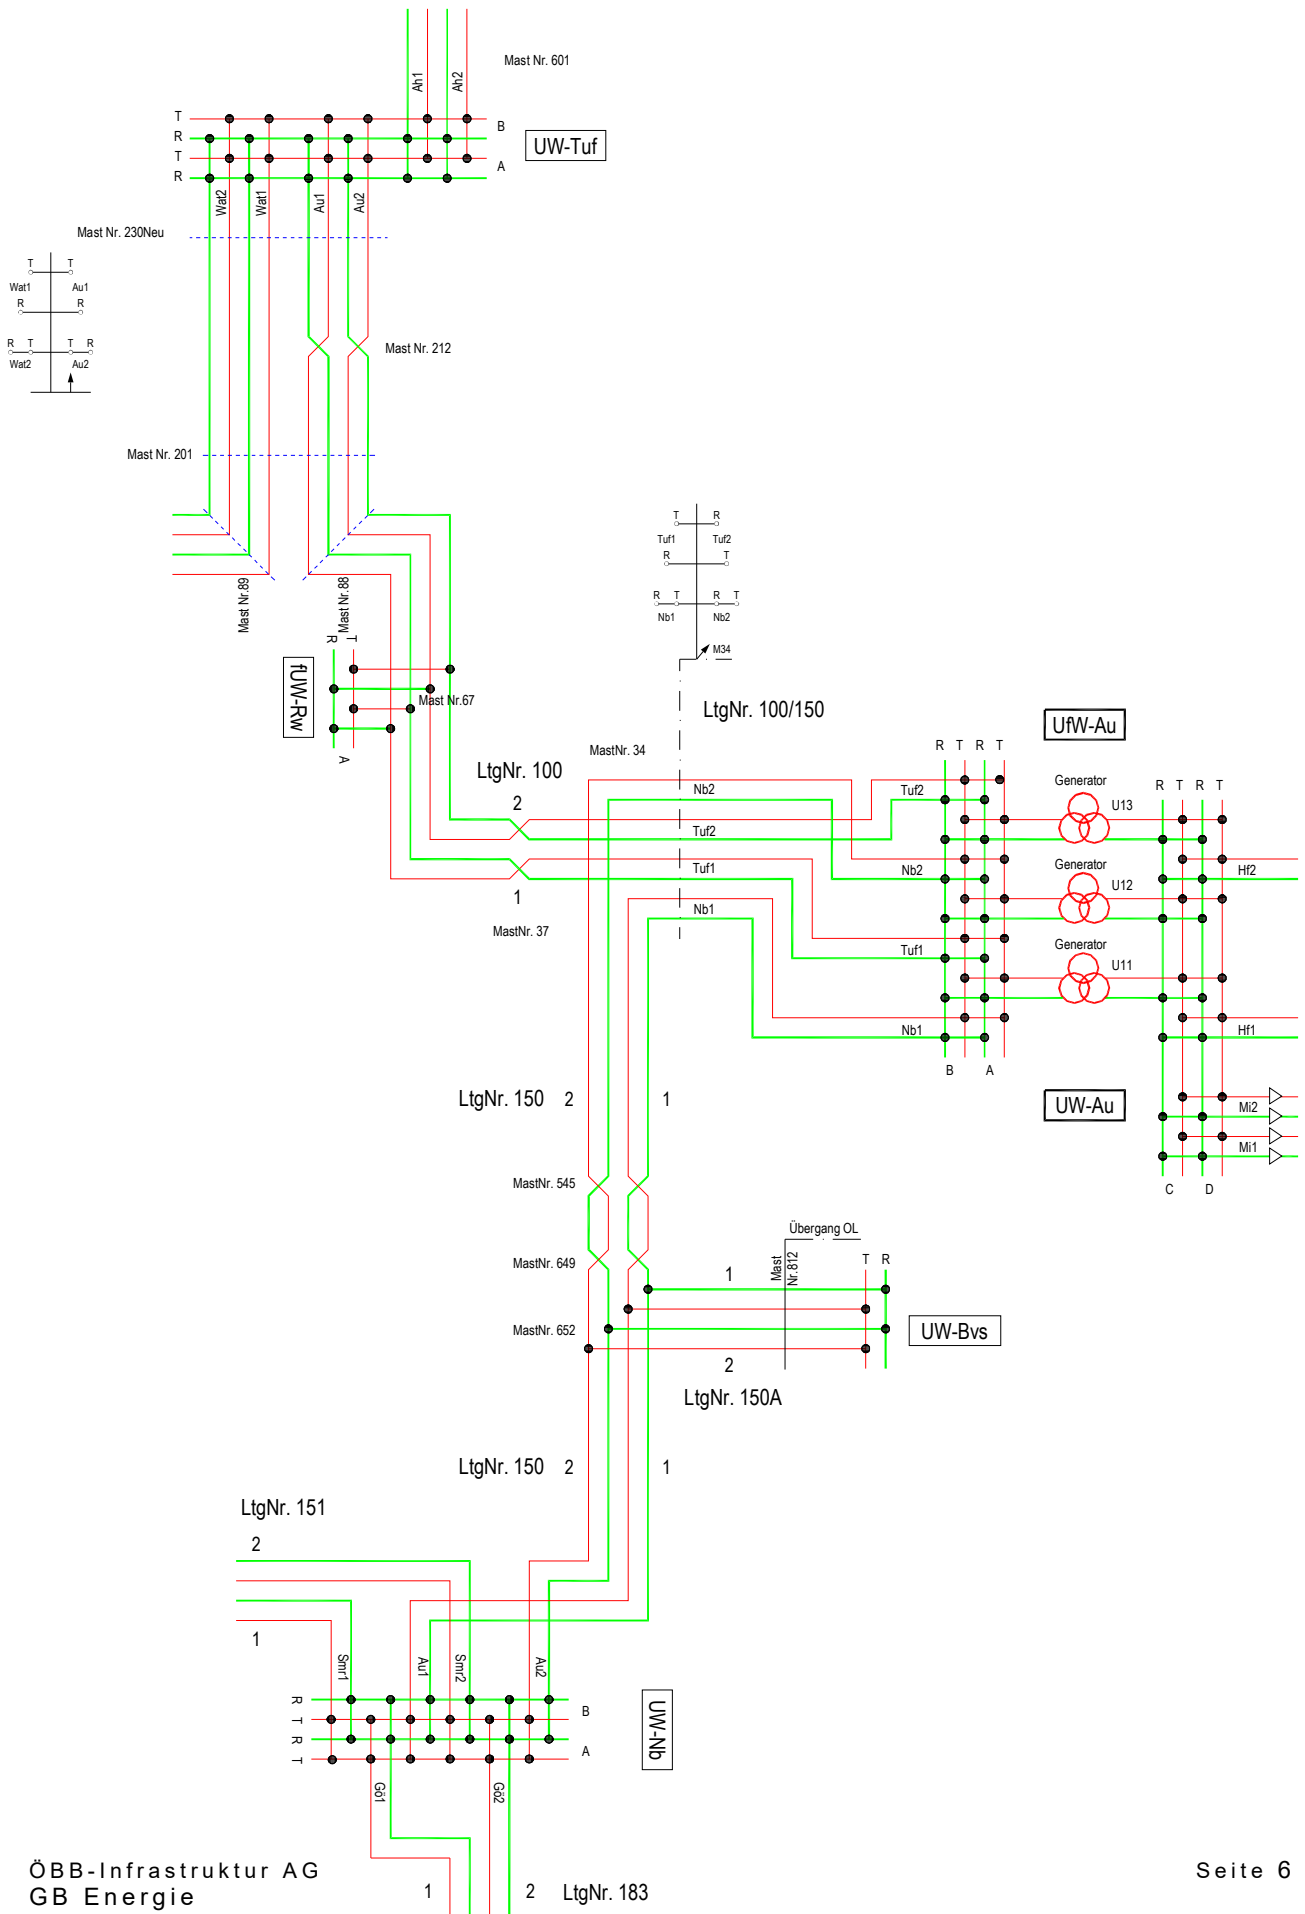 Mast Nr. 601
Ah1
Ah2
T
R
T
R
B
A
UW-Tuf
Wat2
Wat1
Au1
Au2
Mast Nr. 230Neu
T T
Wat1 Au1
R R
R T T R
Wat2 Au2
Mast Nr. 212
Mast Nr. 201
Mast Nr.89
Mast Nr.88
T R
Tuf1 Tuf2
R T
R T R T
Nb1 Nb2
M34
R T
fUW-Rw
Mast Nr.67
A
LtgNr. 100/150
UfW-Au
MastNr. 34
LtgNr. 100
2
Nb2
Tuf2
Tuf1
Nb1
1
MastNr. 37
R T R T
Tuf2
Nb2
Tuf1
Nb1
B A
Generator
U13
Generator
U12
Generator
U11
R T R T
Hf2
Hf1
Mi2
Mi1
C D
UW-Au
LtgNr. 150 2 1
MastNr. 545
MastNr. 649
MastNr. 652
Übergang OL
Mast
Nr.812
T R
1
2
UW-Bvs
LtgNr. 150A
LtgNr. 150 2 1
LtgNr. 151
2
1
Smr1
Au1
Smr2
Au2
R
T
R
T
B
A
UW-Nb
Gö1
Gö2
1 2 LtgNr. 183
ÖBB-Infrastruktur AG
GB Energie
Seite 6